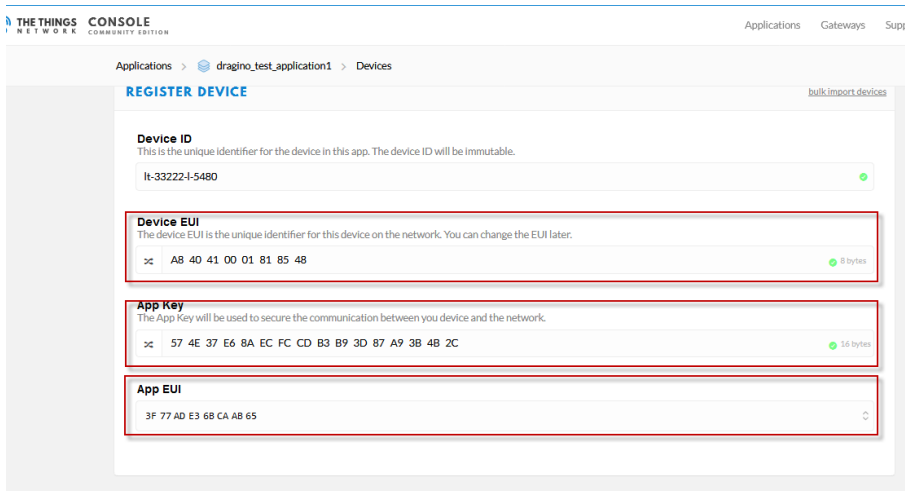 THE THINGS CONSOLE
NETWORK COMMUNITY EDITION
Applications Gateways Supp
Applications > dragino_test_application1 > Devices
REGISTER DEVICE bulk import devices
Device ID
This is the unique identifier for the device in this app. The device ID will be immutable.
lt-33222-l-5480
Device EUI
The device EUI is the unique identifier for this device on the network. You can change the EUI later.
A8 40 41 00 01 81 85 48 8 bytes
App Key
The App Key will be used to secure the communication between you device and the network.
57 4E 37 E6 8A EC FC CD B3 B9 3D 87 A9 3B 4B 2C 16 bytes
App EUI
3F 77 AD E3 6B CA AB 65